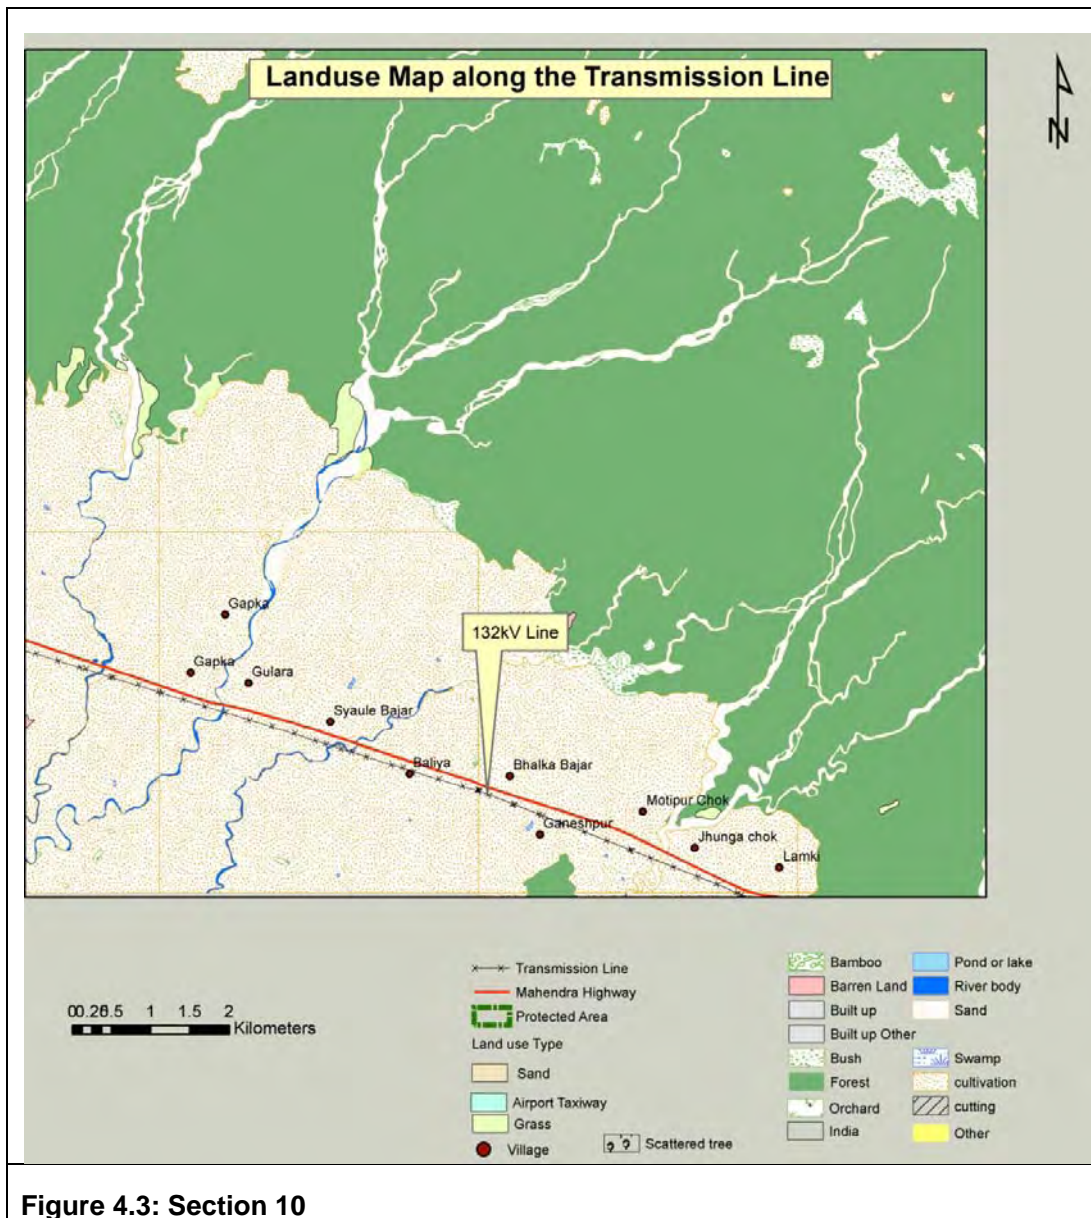 Landuse Map along the Transmission Line
N
Gapka
132kV Line
Gapka
Gulara
Syaule Bajar
Baliya
Bhalka Bajar
Motipur Chok
Ganeshpur
Jhunga chok
Lamki
Transmission Line
Mahendra Highway
Protected Area
Land use Type
Sand
Airport Taxiway
Grass
Village
Scattered tree
Bamboo
Barren Land
Built up
Built up Other
Bush
Forest
Orchard
India
Pond or lake
River body
Sand
Swamp
cultivation
cutting
Other
1 1.5 2
Kilometers
Figure 4.3: Section 10